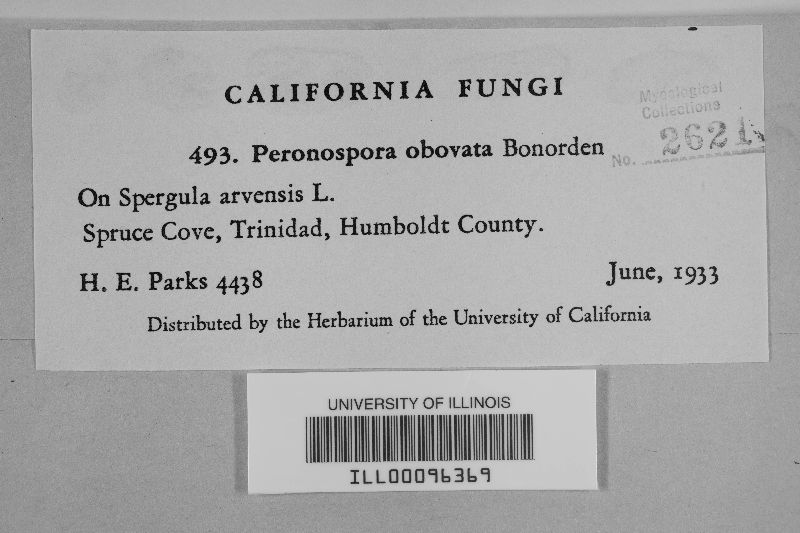 CALIFORNIA FUNGI
Mycological
Collections
No. 2621
493. Peronospora obovata Bonorden
On Spergula arvensis L.
Spruce Cove, Trinidad, Humboldt County.
H. E. Parks 4438 June, 1933
Distributed by the Herbarium of the University of California
UNIVERSITY OF ILLINOIS
ILL00096369